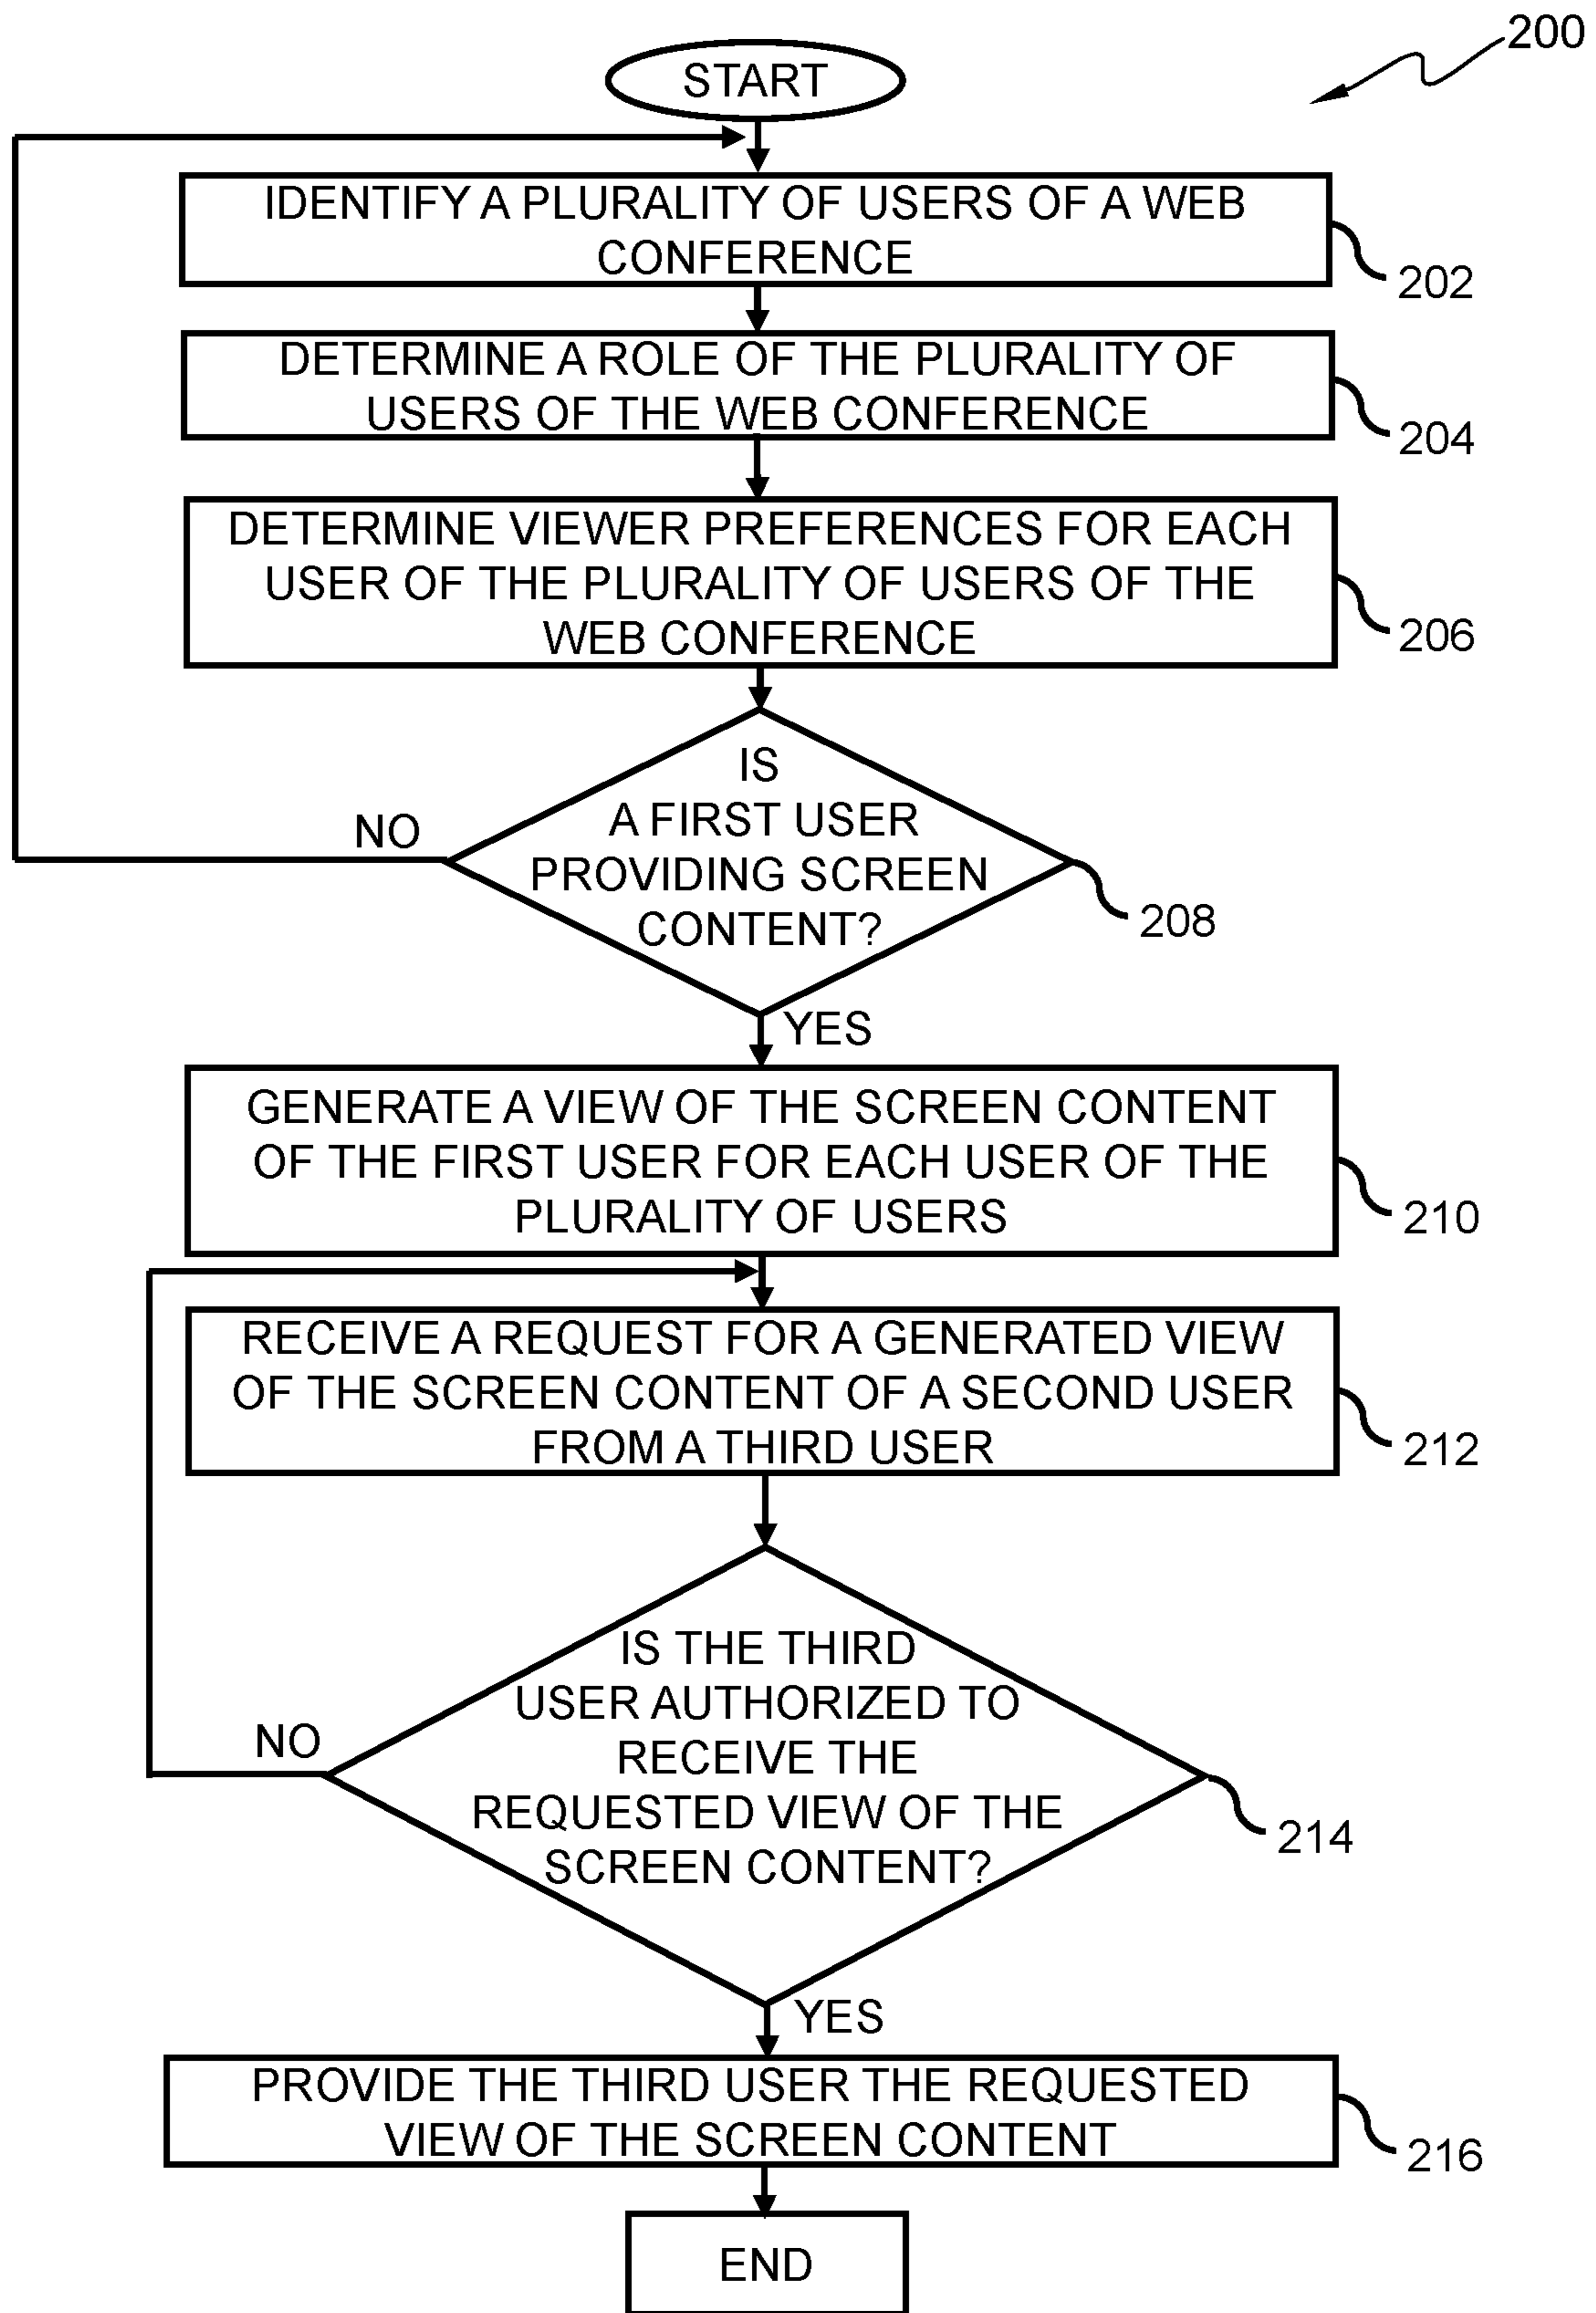 200
START
IDENTIFY A PLURALITY OF USERS OF A WEB
CONFERENCE
202
DETERMINE A ROLE OF THE PLURALITY OF
USERS OF THE WEB CONFERENCE
204
DETERMINE VIEWER PREFERENCES FOR EACH
USER OF THE PLURALITY OF USERS OF THE
WEB CONFERENCE
206
IS
A FIRST USER
PROVIDING SCREEN
CONTENT?
NO
208
YES
GENERATE A VIEW OF THE SCREEN CONTENT
OF THE FIRST USER FOR EACH USER OF THE
PLURALITY OF USERS
210
RECEIVE A REQUEST FOR A GENERATED VIEW
OF THE SCREEN CONTENT OF A SECOND USER
FROM A THIRD USER
212
IS THE THIRD
USER AUTHORIZED TO
RECEIVE THE
REQUESTED VIEW OF THE
SCREEN CONTENT?
NO
214
YES
PROVIDE THE THIRD USER THE REQUESTED
VIEW OF THE SCREEN CONTENT
216
END